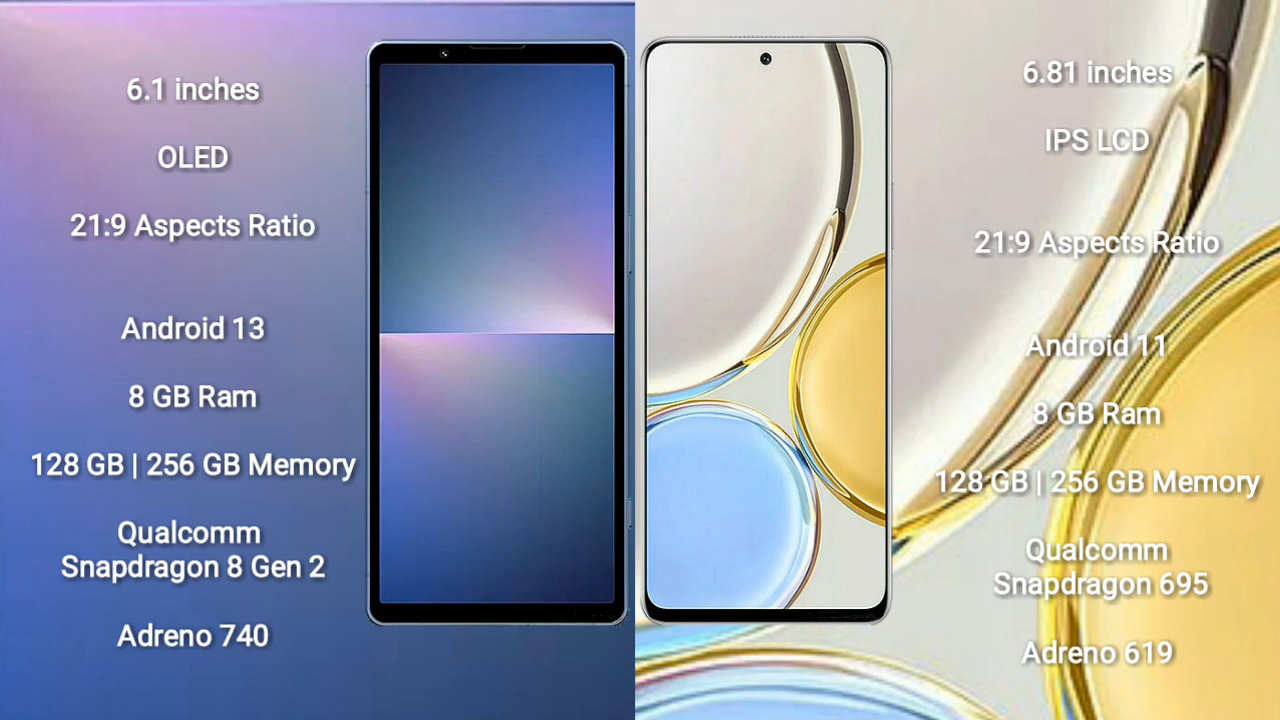 6.1 inches
OLED
21:9 Aspects Ratio
Android 13
8 GB Ram
128 GB | 256 GB Memory
Qualcomm
Snapdragon 8 Gen 2
Adreno 740
6.81 inches
IPS LCD
21:9 Aspects Ratio
Android 11
8 GB Ram
128 GB | 256 GB Memory
Qualcomm
Snapdragon 695
Adreno 619